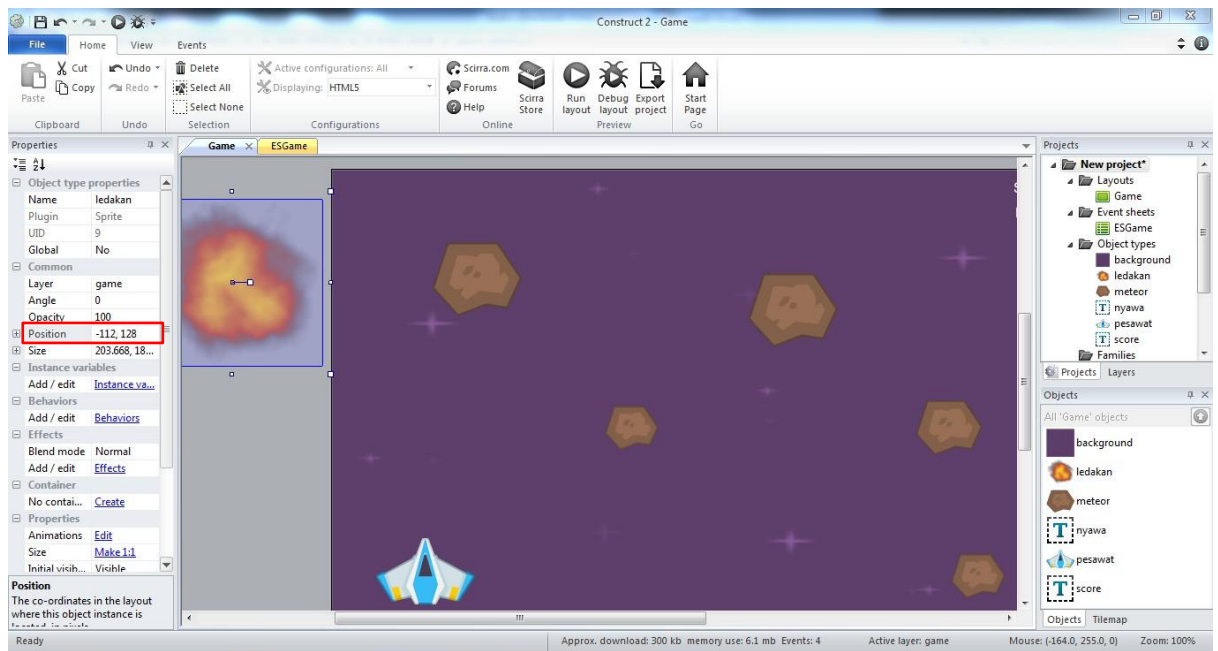 Construct 2 - Game
File Home View Events
Paste
Cut
Copy
Clipboard
Undo
Redo
Undo
Delete
Select All
Select None
Selection
Active configurations: All
Displaying: HTML5
Configurations
Scirra.com
Forums
Help
Scirra Store
Online
Run layout
Debug layout
Export project
Preview
Start Page
Go
Properties
Object type properties
Name ledakan
Plugin Sprite
UID 9
Global No
Common
Layer game
Angle 0
Opacity 100
Position -112, 128
Size 203.668, 18...
Instance variables
Add / edit Instance va...
Behaviors
Add / edit Behaviors
Effects
Blend mode Normal
Add / edit Effects
Container
No contai... Create
Properties
Animations Edit
Size Make 1:1
Initial visib... Visible
Position
The co-ordinates in the layout
where this object instance is
Game ESGame
Projects
New project*
Layouts
Game
Event sheets
ESGame
Object types
background
ledakan
meteor
nyawa
pesawat
score
Families
Projects Layers
Objects
All 'Game' objects
background
ledakan
meteor
T nyawa
pesawat
T score
Objects Tilemap
Ready
Approx. download: 300 kb memory use: 6.1 mb Events: 4 Active layer: game Mouse: (-164.0, 255.0, 0) Zoom: 100%